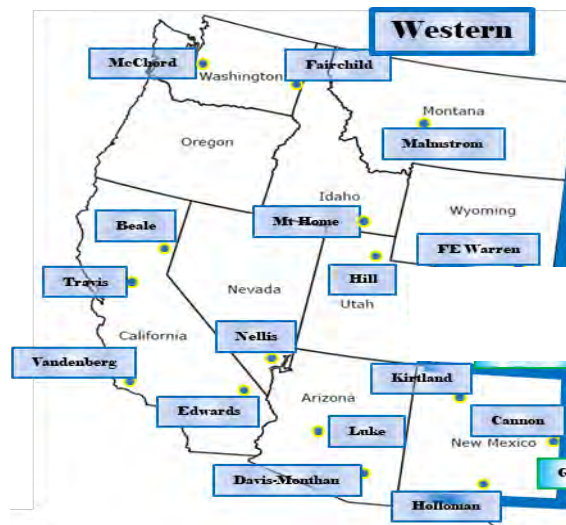 Western
McChord
Washington
Fairchild
Montana
Malmstrom
Oregon
Idaho
Mt Home
Wyoming
FE Warren
Beale
Hill
Travis
Nevada
Utah
California
Nellis
Vandenberg
Kirtland
Edwards
Arizona
Luke
Cannon
New Mexico
Davis-Monthan
Holloman